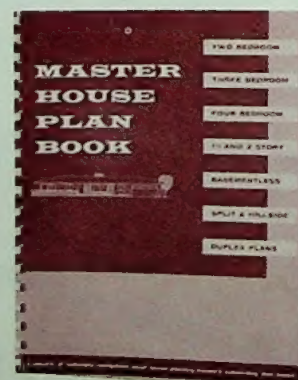 MASTER
HOUSE
PLAN
BOOK
TWO BEDROOM
THREE BEDROOM
FOUR BEDROOM
1½ AND 2 STORY
BASEMENTLESS
SPLIT & HILLSIDE
DUPLEX PLANS